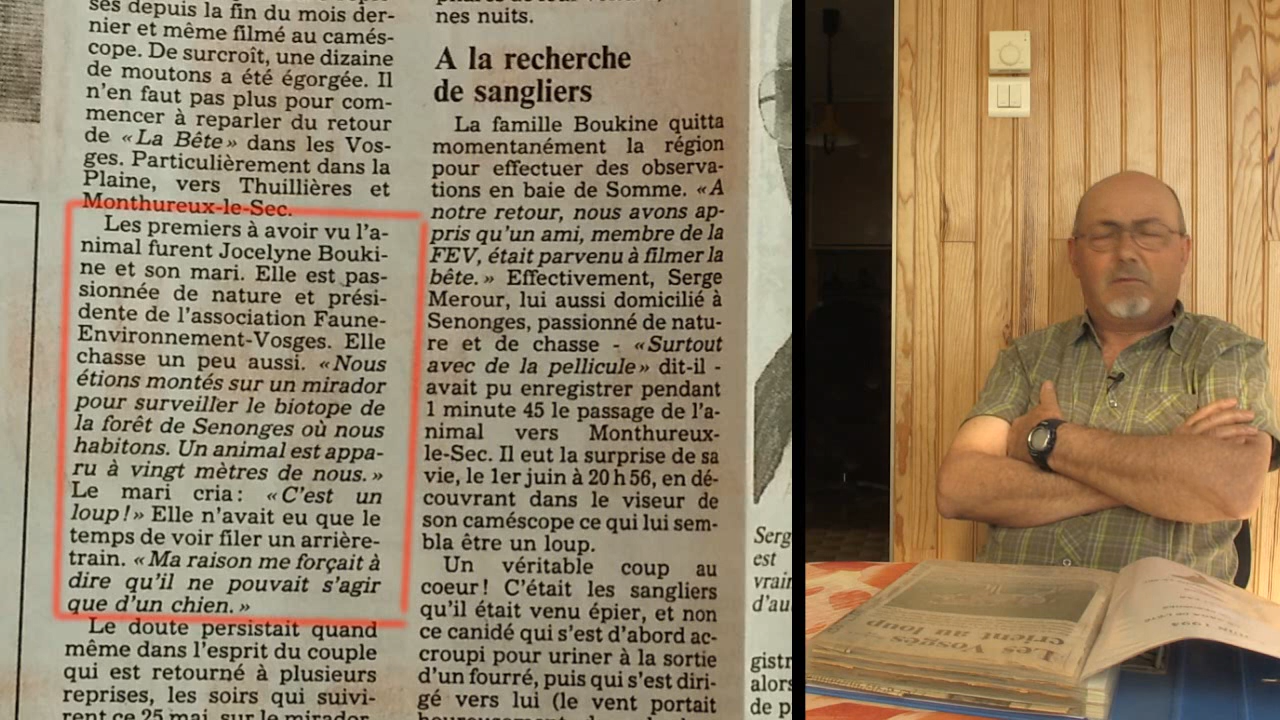 ses depuis la fin du mois der-
nier et même filmé au camés-
cope. De surcroît, une dizaine
de moutons a été égorgée. Il
n'en faut pas plus pour com-
mencer à reparler du retour
de «La Bête» dans les Vos-
ges. Particulièrement dans la
Plaine, vers Thuillières et
Monthureux-le-Sec.
Les premiers à avoir vu l'a-
nimal furent Jocelyne Bouki-
ne et son mari. Elle est pas-
sionnée de nature et prési-
dente de l'association Faune-
Environnement-Vosges. Elle
chasse un peu aussi. «Nous
étions montés sur un mirador
pour surveiller le biotope de
la forêt de Senonges où nous
habitons. Un animal est appa-
ru à vingt mètres de nous.»
Le mari cria: «C'est un
loup!» Elle n'avait eu que le
temps de voir filer un arrière-
train. «Ma raison me forçait à
dire qu'il ne pouvait s'agir
que d'un chien.»
Le doute persistait quand
même dans l'esprit du couple
qui est retourné à plusieurs
reprises, les soirs qui suivi-
rent ce 25 mai, sur le mirador.
nes nuits.
A la recherche
de sangliers
La famille Boukine quitta
momentanément la région
pour effectuer des observa-
tions en baie de Somme. «A
notre retour, nous avons ap-
pris qu'un ami, membre de la
FEV, était parvenu à filmer la
bête.» Effectivement, Serge
Merour, lui aussi domicilié à
Senonges, passionné de natu-
re et de chasse - «Surtout
avec de la pellicule» dit-il -
avait pu enregistrer pendant
1 minute 45 le passage de l'a-
nimal vers Monthureux-
le-Sec. Il eut la surprise de sa
vie, le 1er juin à 20 h 56, en dé-
couvrant dans le viseur de
son caméscope ce qui lui sem-
bla être un loup.
Un véritable coup au
coeur! C'était les sangliers
qu'il était venu épier, et non
ce canidé qui s'est d'abord ac-
croupi pour uriner à la sortie
d'un fourré, puis qui s'est diri-
gé vers lui (le vent portait
Serg
est
vrain
d'au
gistr
alors
de p
Les Vosges
crient au loup
JUIN 1994